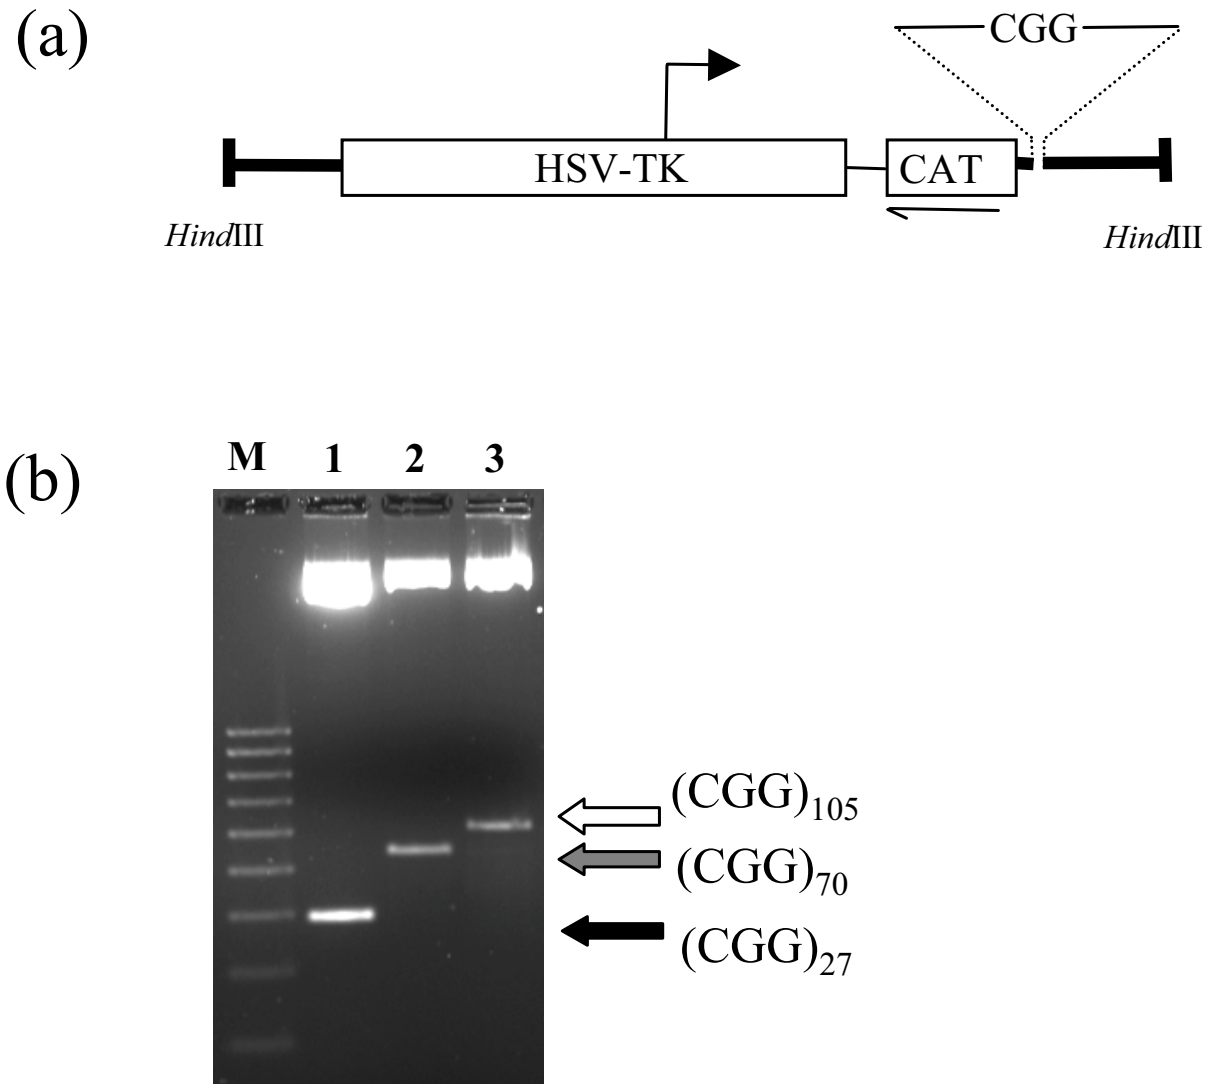 (a)
CGG
HSV-TK
CAT
HindIII
HindIII
(b)
M 1 2 3
(CGG)105
(CGG)70
(CGG)27